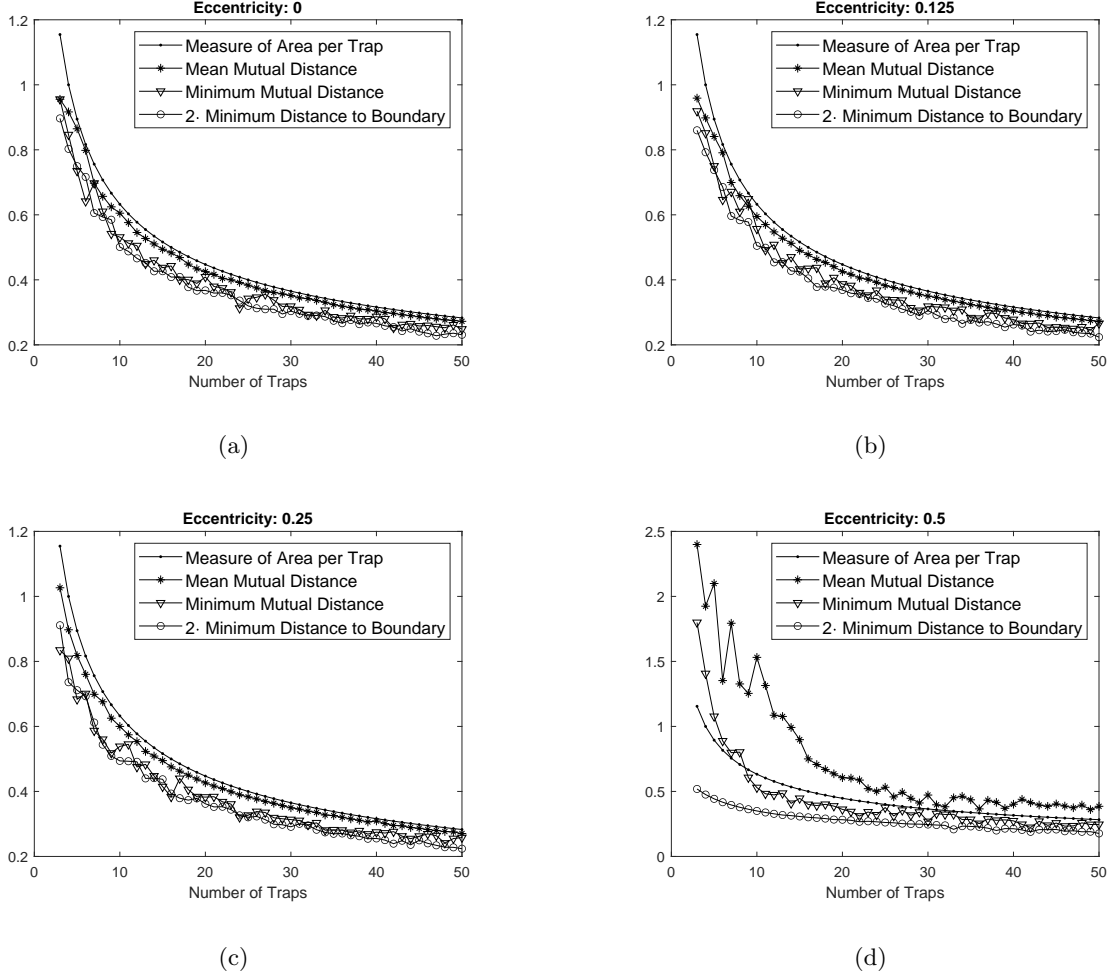 Eccentricity: 0
1.2
1
0.8
0.6
0.4
0.2
Measure of Area per Trap
Mean Mutual Distance
Minimum Mutual Distance
2· Minimum Distance to Boundary
0 10 20 30 40 50
Number of Traps
(a)
Eccentricity: 0.125
1.2
1
0.8
0.6
0.4
0.2
Measure of Area per Trap
Mean Mutual Distance
Minimum Mutual Distance
2· Minimum Distance to Boundary
0 10 20 30 40 50
Number of Traps
(b)
Eccentricity: 0.25
1.2
1
0.8
0.6
0.4
0.2
Measure of Area per Trap
Mean Mutual Distance
Minimum Mutual Distance
2· Minimum Distance to Boundary
0 10 20 30 40 50
Number of Traps
(c)
Eccentricity: 0.5
2.5
2
1.5
1
0.5
0
Measure of Area per Trap
Mean Mutual Distance
Minimum Mutual Distance
2· Minimum Distance to Boundary
0 10 20 30 40 50
Number of Traps
(d)